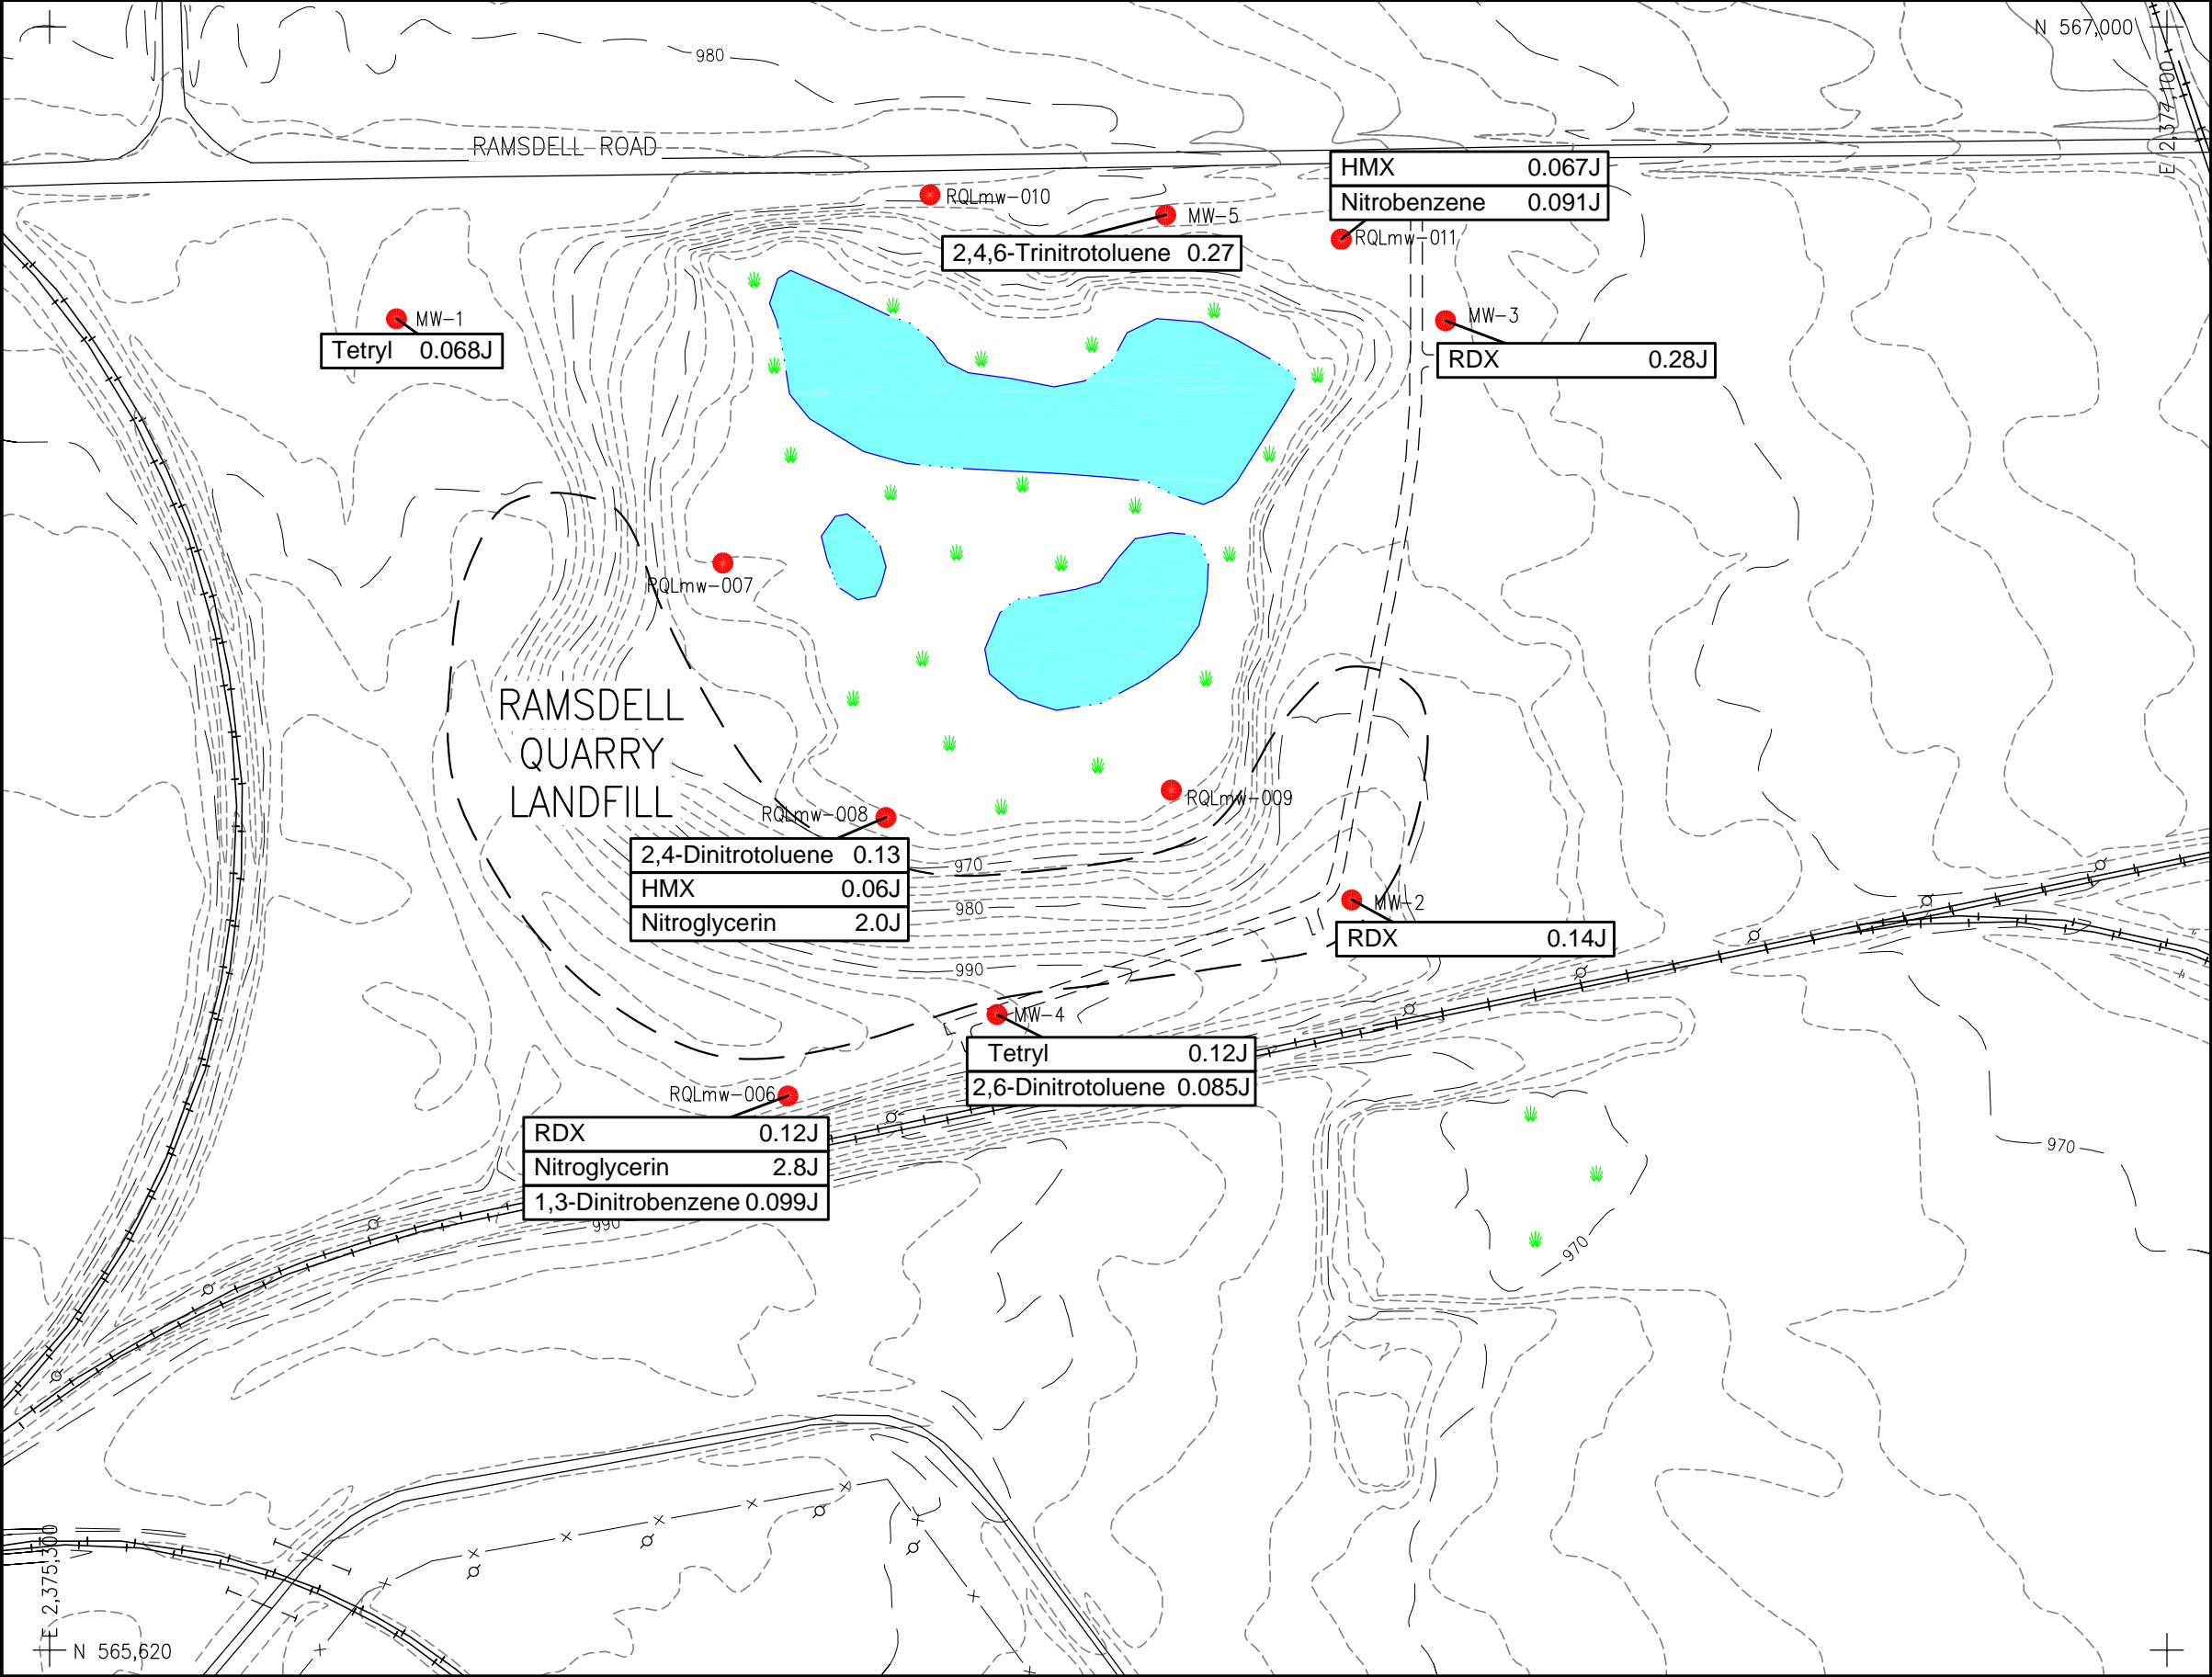 N 567,000
980
E 2,377,100
RAMSDELL ROAD
HMX 0.067J
Nitrobenzene 0.091J
RQLmw-010
MW-5
RQLmw-011
2,4,6-Trinitrotoluene 0.27
MW-1
Tetryl 0.068J
MW-3
RDX 0.28J
RQLmw-007
RAMSDELL
QUARRY
LANDFILL
RQLmw-009
RQLmw-008
2,4-Dinitrotoluene 0.13
HMX 0.06J
Nitroglycerin 2.0J
970
980
990
MW-2
RDX 0.14J
MW-4
Tetryl 0.12J
2,6-Dinitrotoluene 0.085J
RQLmw-006
RDX 0.12J
Nitroglycerin 2.8J
1,3-Dinitrobenzene 0.099J
990
970
970
E 2,375,300
N 565,620